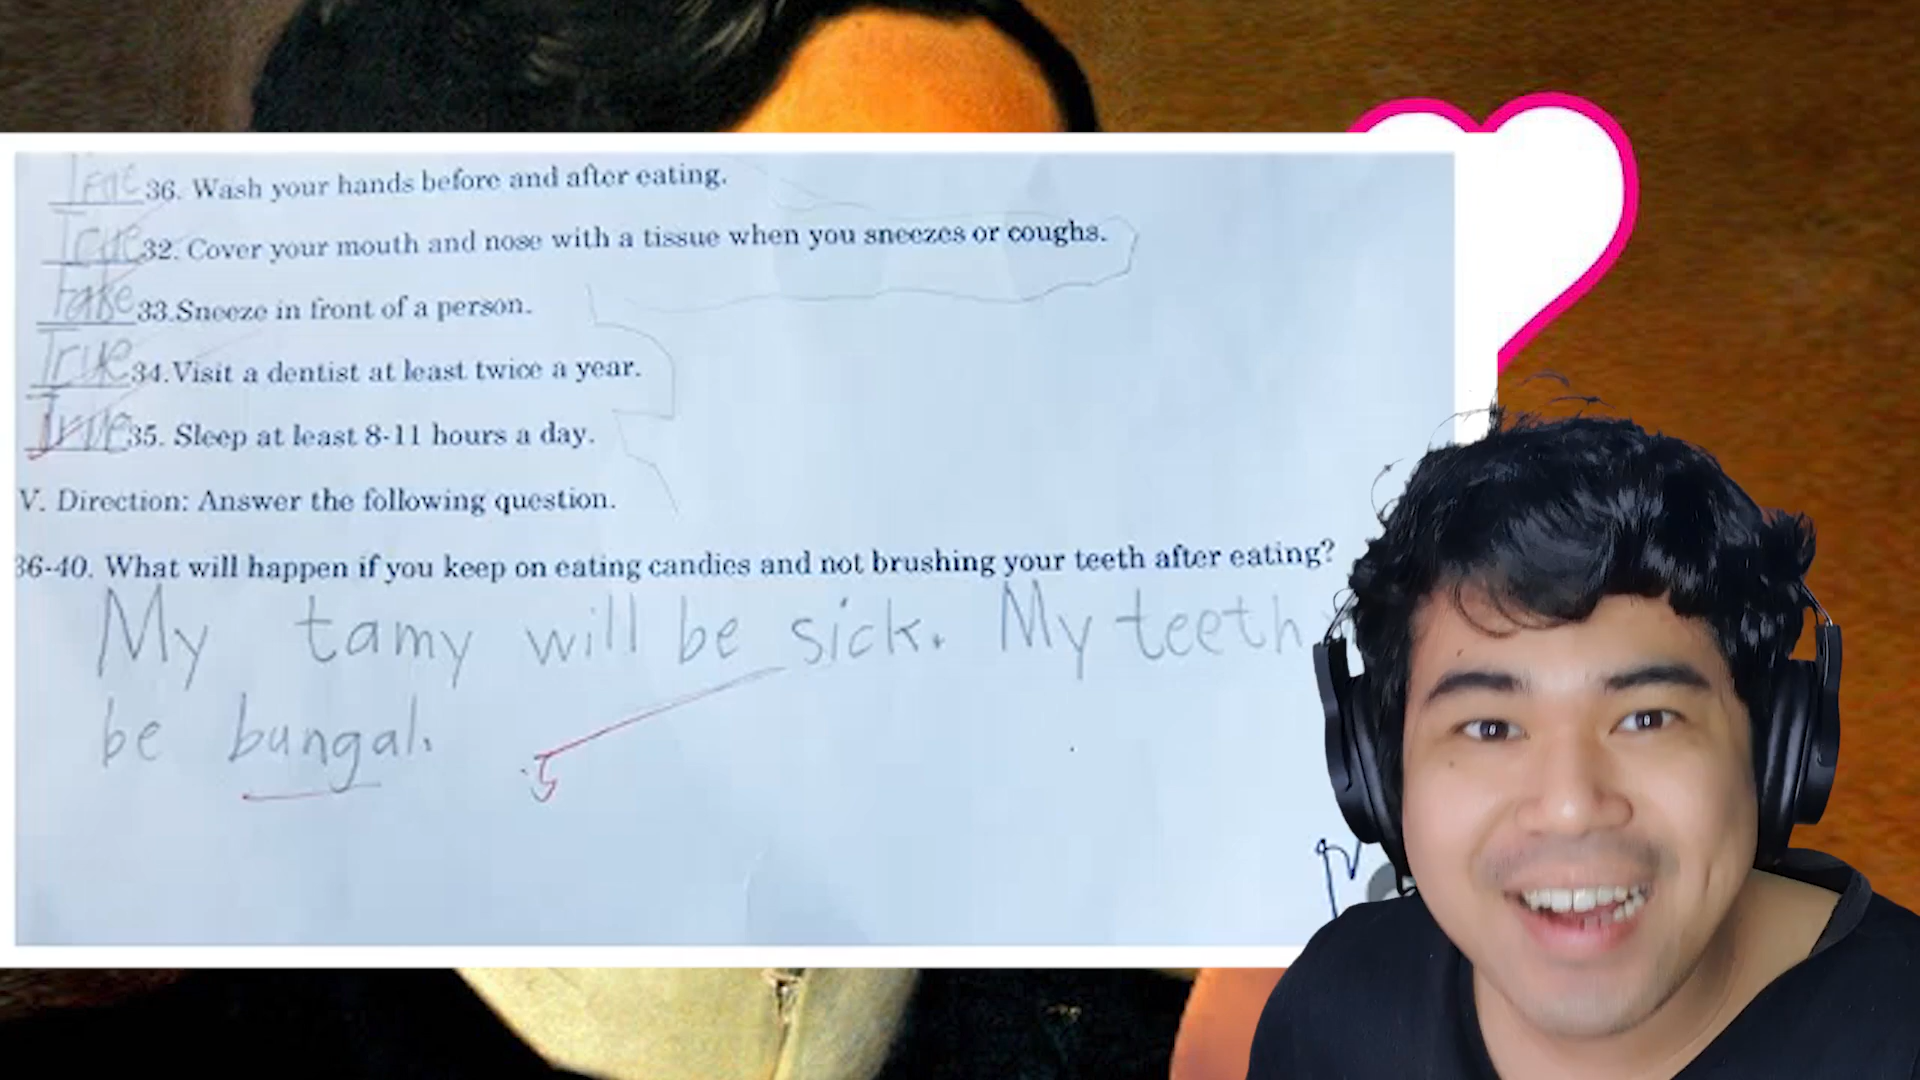 True 36. Wash your hands before and after eating.
True 32. Cover your mouth and nose with a tissue when you sneezes or coughs.
False 33.Sneeze in front of a person.
True 34.Visit a dentist at least twice a year.
True 35. Sleep at least 8-11 hours a day.
V. Direction: Answer the following question.
36-40. What will happen if you keep on eating candies and not brushing your teeth after eating?
My tamy will be sick. My teeth
be bungal.
5